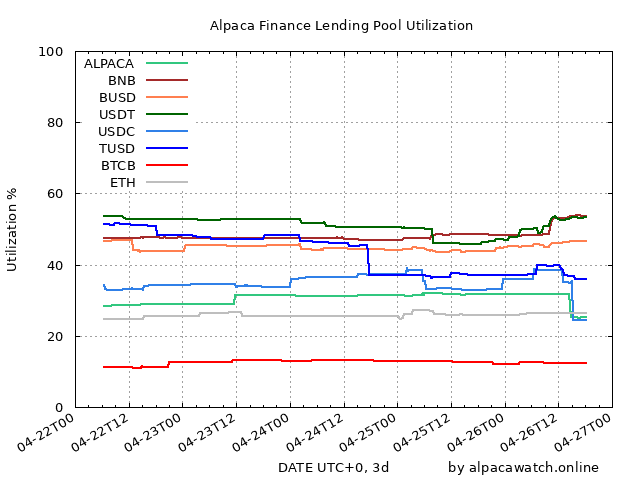 Alpaca Finance Lending Pool Utilization
Utilization %
100
80
60
40
20
0
ALPACA
BNB
BUSD
USDT
USDC
TUSD
BTCB
ETH
04-22T00
04-22T12
04-23T00
04-23T12
04-24T00
04-24T12
04-25T00
04-25T12
04-26T00
04-26T12
04-27T00
DATE UTC+0, 3d
by alpacawatch.online